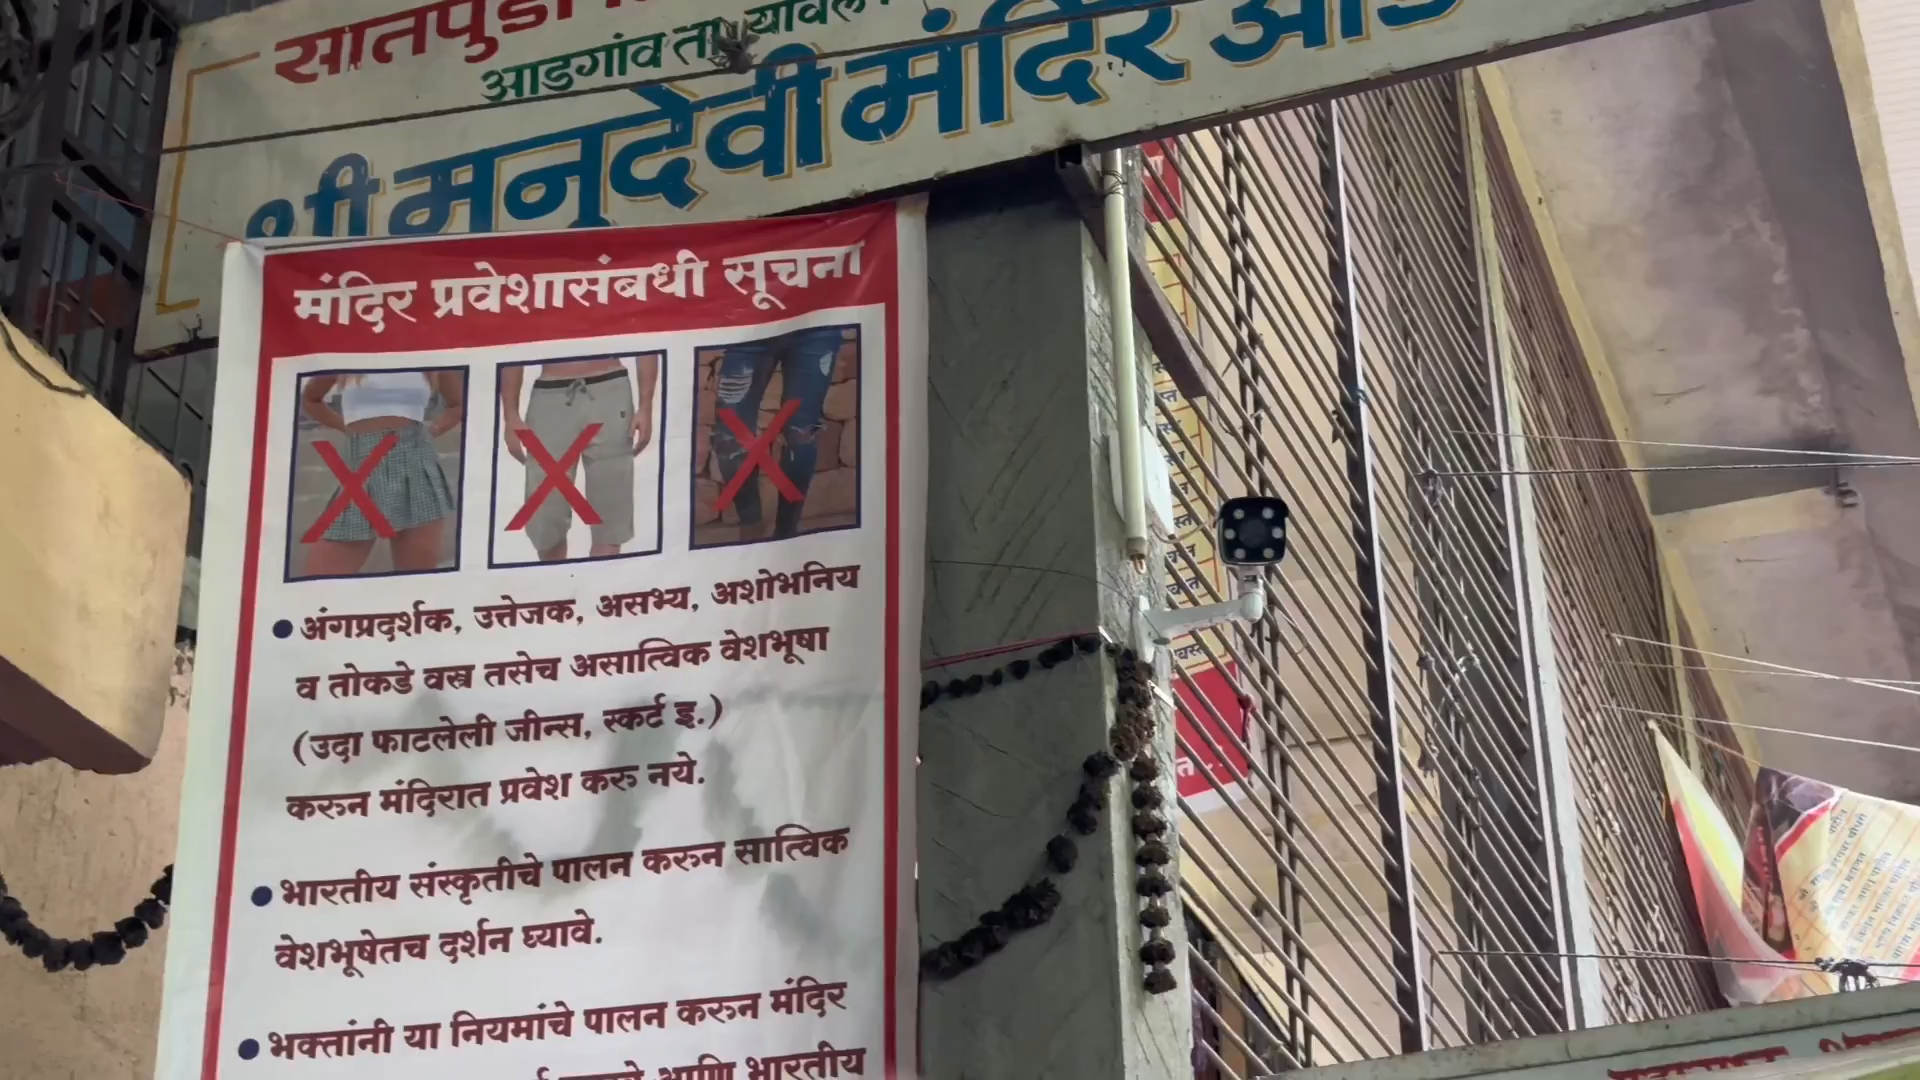 सातपुडा
आडगांव ता. यावल
श्री मनुदेवी मंदिर आड
मंदिर प्रवेशासंबधी सूचना
• अंगप्रदर्शक, उत्तेजक, असभ्य, अशोभनिय
व तोकडे वस्त्र तसेच असात्विक वेशभूषा
(उदा फाटलेली जीन्स, स्कर्ट इ.)
करुन मंदिरात प्रवेश करु नये.
• भारतीय संस्कृतीचे पालन करुन सात्विक
वेशभूषेतच दर्शन घ्यावे.
• भक्तांनी या नियमांचे पालन करुन मंदिर
आणि भारतीय